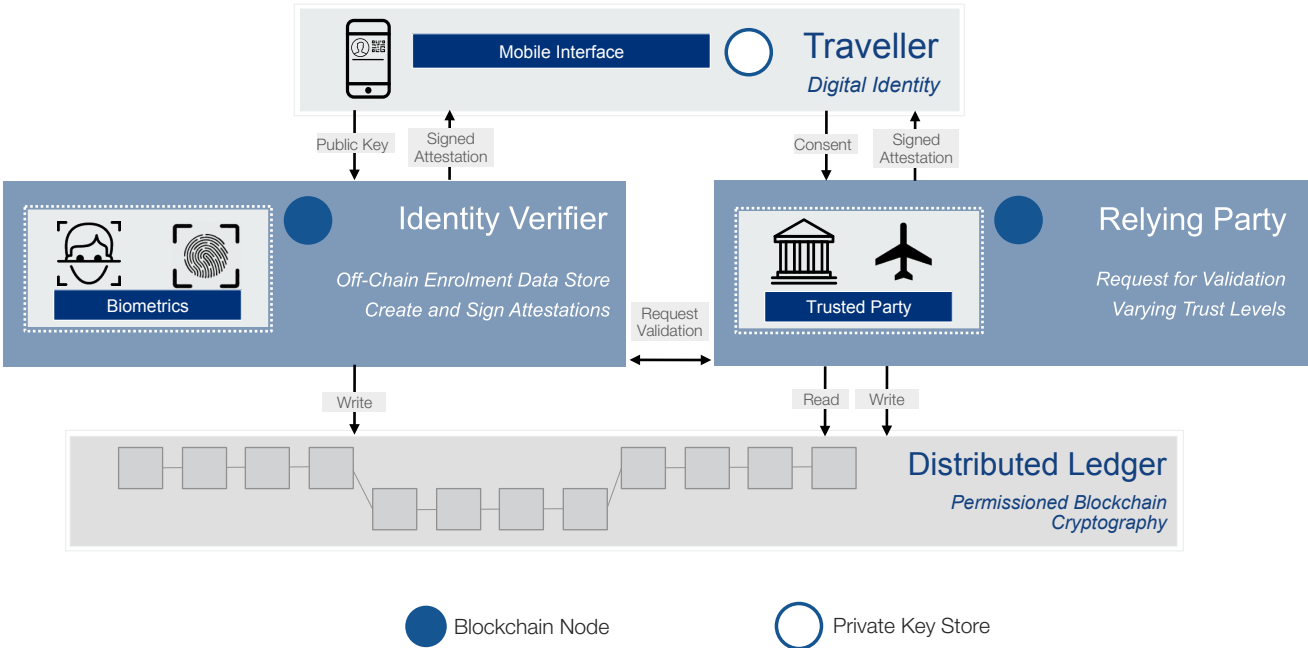 Mobile Interface
Traveller
Digital Identity
Public Key
Signed
Attestation
Consent
Signed
Attestation
Identity Verifier
Off-Chain Enrolment Data Store
Create and Sign Attestations
Biometrics
Request
Validation
Relying Party
Request for Validation
Varying Trust Levels
Trusted Party
Write
Read
Write
Distributed Ledger
Permissioned Blockchain
Cryptography
Blockchain Node
Private Key Store